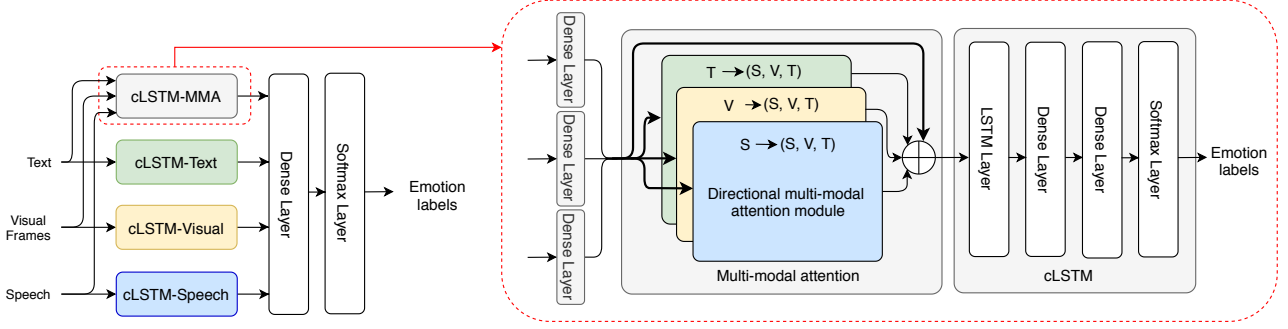 cLSTM-MMA
Text
cLSTM-Text
Visual
Frames
cLSTM-Visual
Speech
cLSTM-Speech
Dense Layer
Softmax Layer
Emotion
labels
Dense Layer
Dense Layer
Dense Layer
T → (S, V, T)
V → (S, V, T)
S → (S, V, T)
Directional multi-modal
attention module
Multi-modal attention
LSTM Layer
Dense Layer
Dense Layer
Softmax Layer
cLSTM
Emotion
labels